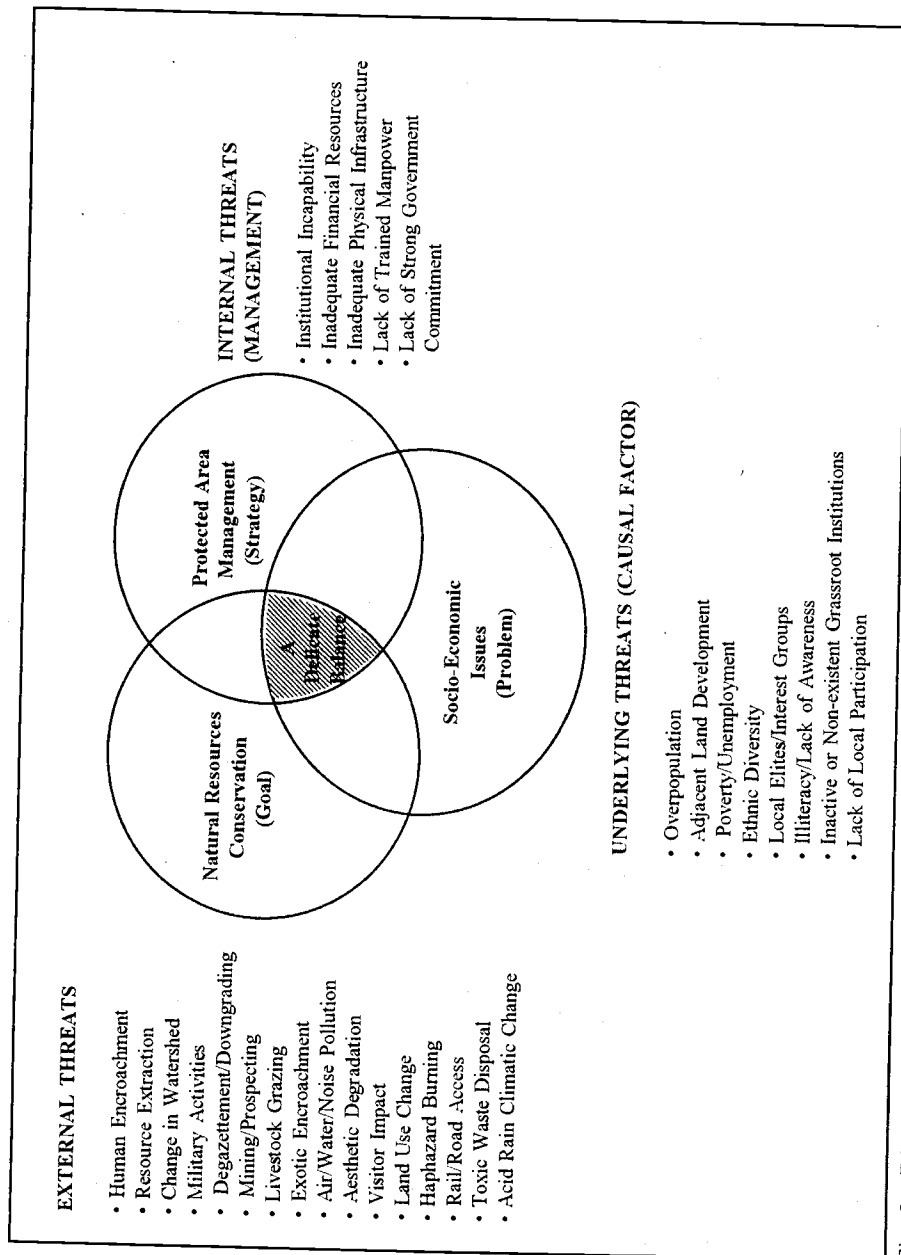 EXTERNAL THREATS
• Human Encroachment
• Resource Extraction
• Change in Watershed
• Military Activities
• Degazettement/Downgrading
• Mining/Prospecting
• Livestock Grazing
• Exotic Encroachment
• Air/Water/Noise Pollution
• Aesthetic Degradation
• Visitor Impact
• Land Use Change
• Haphazard Burning
• Rail/Road Access
• Toxic Waste Disposal
• Acid Rain Climatic Change
Natural Resources
Conservation
(Goal)
Protected Area
Management
(Strategy)
A
Delicate
Balance
Socio-Economic
Issues
(Problem)
INTERNAL THREATS
(MANAGEMENT)
• Institutional Incapability
• Inadequate Financial Resources
• Inadequate Physical Infrastructure
• Lack of Trained Manpower
• Lack of Strong Government
Commitment
UNDERLYING THREATS (CAUSAL FACTOR)
• Overpopulation
• Adjacent Land Development
• Poverty/Unemployment
• Ethnic Diversity
• Local Elites/Interest Groups
• Illiteracy/Lack of Awareness
• Inactive or Non-existent Grassroot Institutions
• Lack of Local Participation